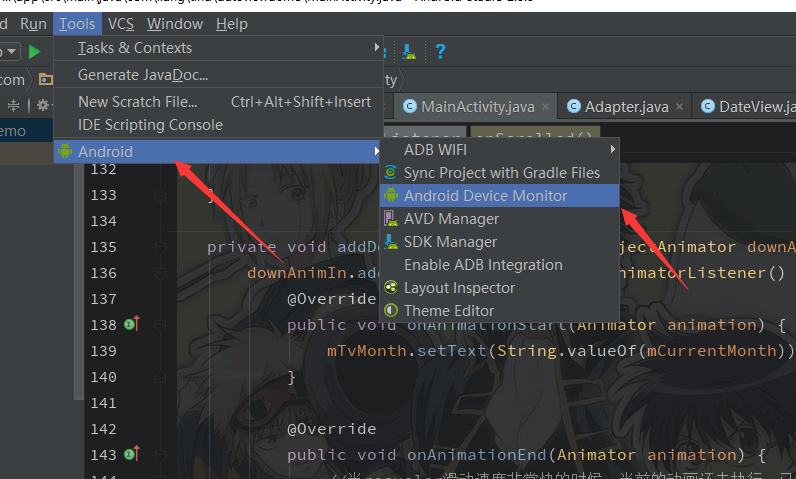 d Run Tools VCS Window Help
Tasks & Contexts
Generate JavaDoc...
New Scratch File... Ctrl+Alt+Shift+Insert
IDE Scripting Console
Android
com
ty
emo
MainActivity.java × Adapter.java × DateView.j
ADB WIFI
Sync Project with Gradle Files
Android Device Monitor
AVD Manager
SDK Manager
Enable ADB Integration
Layout Inspector
Theme Editor
132
133 }
134
135 private void addDo jectAnimator downA
136 downAnimIn.add nimatorListener()
137 @Override
138 public void onAnimationStart(Animator animation) {
139 mTvMonth.setText(String.valueOf(mCurrentMonth))
140 }
141
142 @Override
143 public void onAnimationEnd(Animator animation) {